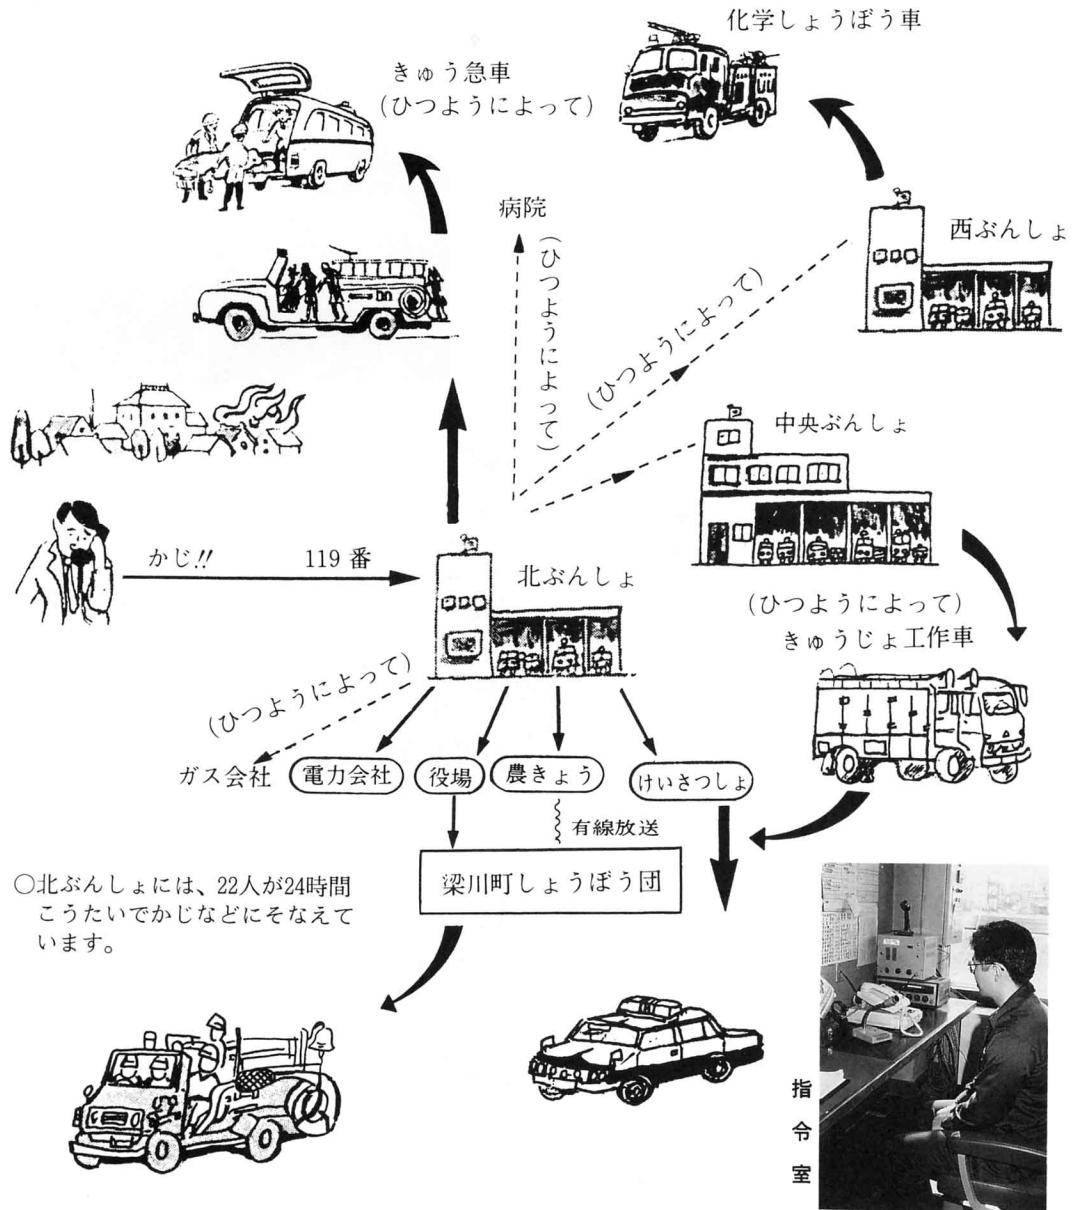 化学しょうぼう車
きゅう急車
(ひつようによって)
病院
(ひつようによって)
西ぶんしょ
(ひつようによって)
中央ぶんしょ
かじ!! 119番
北ぶんしょ
(ひつようによって)
きゅうじょ工作車
(ひつようによって)
ガス会社
電力会社
役場
農きょう
けいさつしょ
有線放送
梁川町しょうぼう団
○北ぶんしょには、22人が24時間
こうたいでかじなどにそなえて
います。
指令室